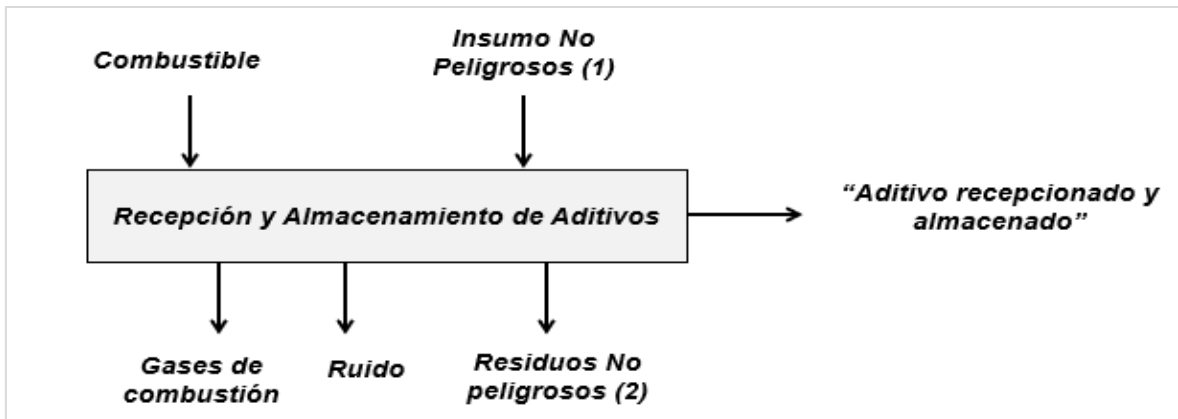 Combustible
Insumo No
Peligrosos (1)
Recepción y Almacenamiento de Aditivos
“Aditivo recepcionado y
almacenado”
Gases de
combustión
Ruido
Residuos No
peligrosos (2)